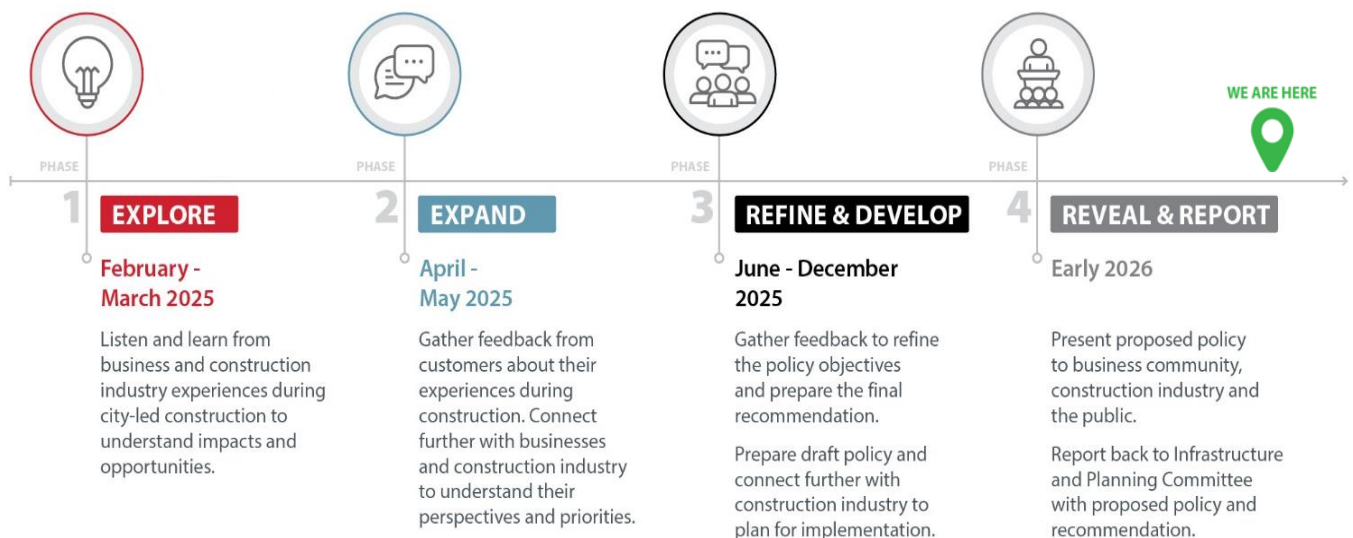 WE ARE HERE
PHASE
1
EXPLORE
February -
March 2025
Listen and learn from
business and construction
industry experiences during
city-led construction to
understand impacts and
opportunities.
PHASE
2
EXPAND
April -
May 2025
Gather feedback from
customers about their
experiences during
construction. Connect
further with businesses
and construction industry
to understand their
perspectives and priorities.
PHASE
3
REFINE & DEVELOP
June - December
2025
Gather feedback to refine
the policy objectives
and prepare the final
recommendation.
Prepare draft policy and
connect further with
construction industry to
plan for implementation.
PHASE
4
REVEAL & REPORT
Early 2026
Present proposed policy
to business community,
construction industry and
the public.
Report back to Infrastructure
and Planning Committee
with proposed policy and
recommendation.